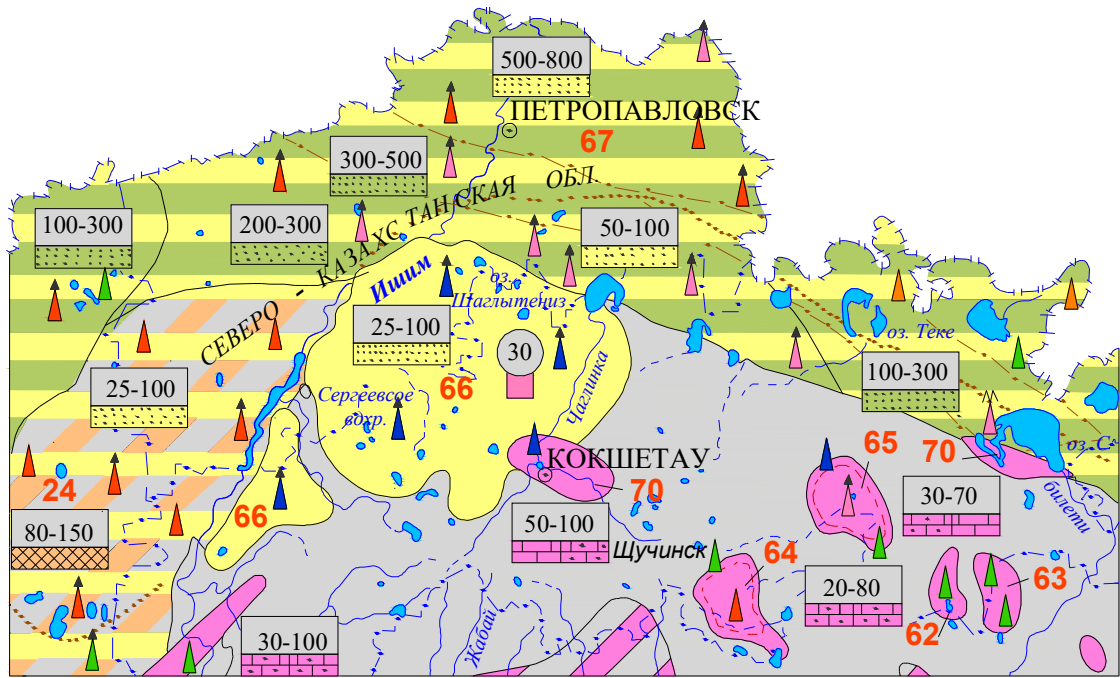 500-800
ПЕТРОПАВЛОВСК
67
300-500
СЕВЕРО - КАЗАХСТАНСКАЯ ОБЛ.
100-300
200-300
50-100
Ишим
оз.
Шаглытениз
25-100
30
оз. Теке
100-300
25-100
66
Сергеевсое
вдхр.
Чаглинка
65
70
оз. С
КОКШЕТАУ
24
70
билети
30-70
66
80-150
50-100
Щучинск
64
20-80
63
62
30-100
Жабай